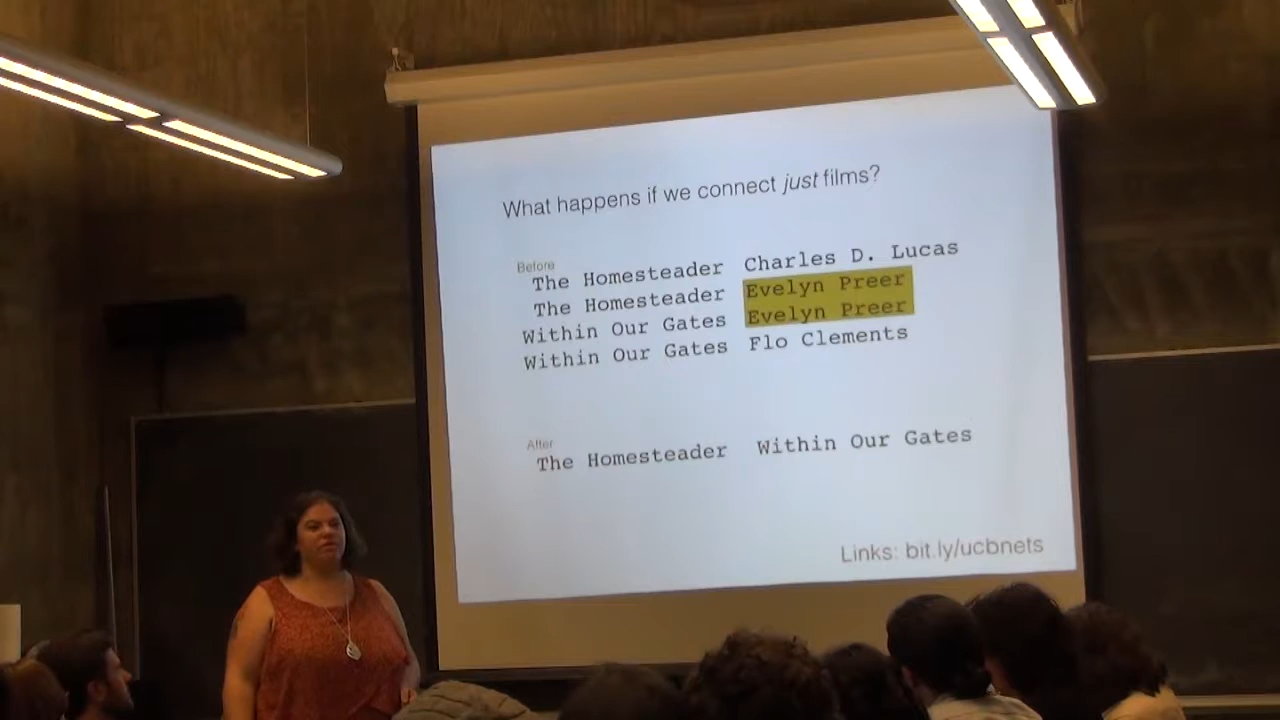 What happens if we connect just films?
Before
The Homesteader Charles D. Lucas
The Homesteader Evelyn Preer
Within Our Gates Evelyn Preer
Within Our Gates Flo Clements
After
The Homesteader Within Our Gates
Links: bit.ly/ucbnets